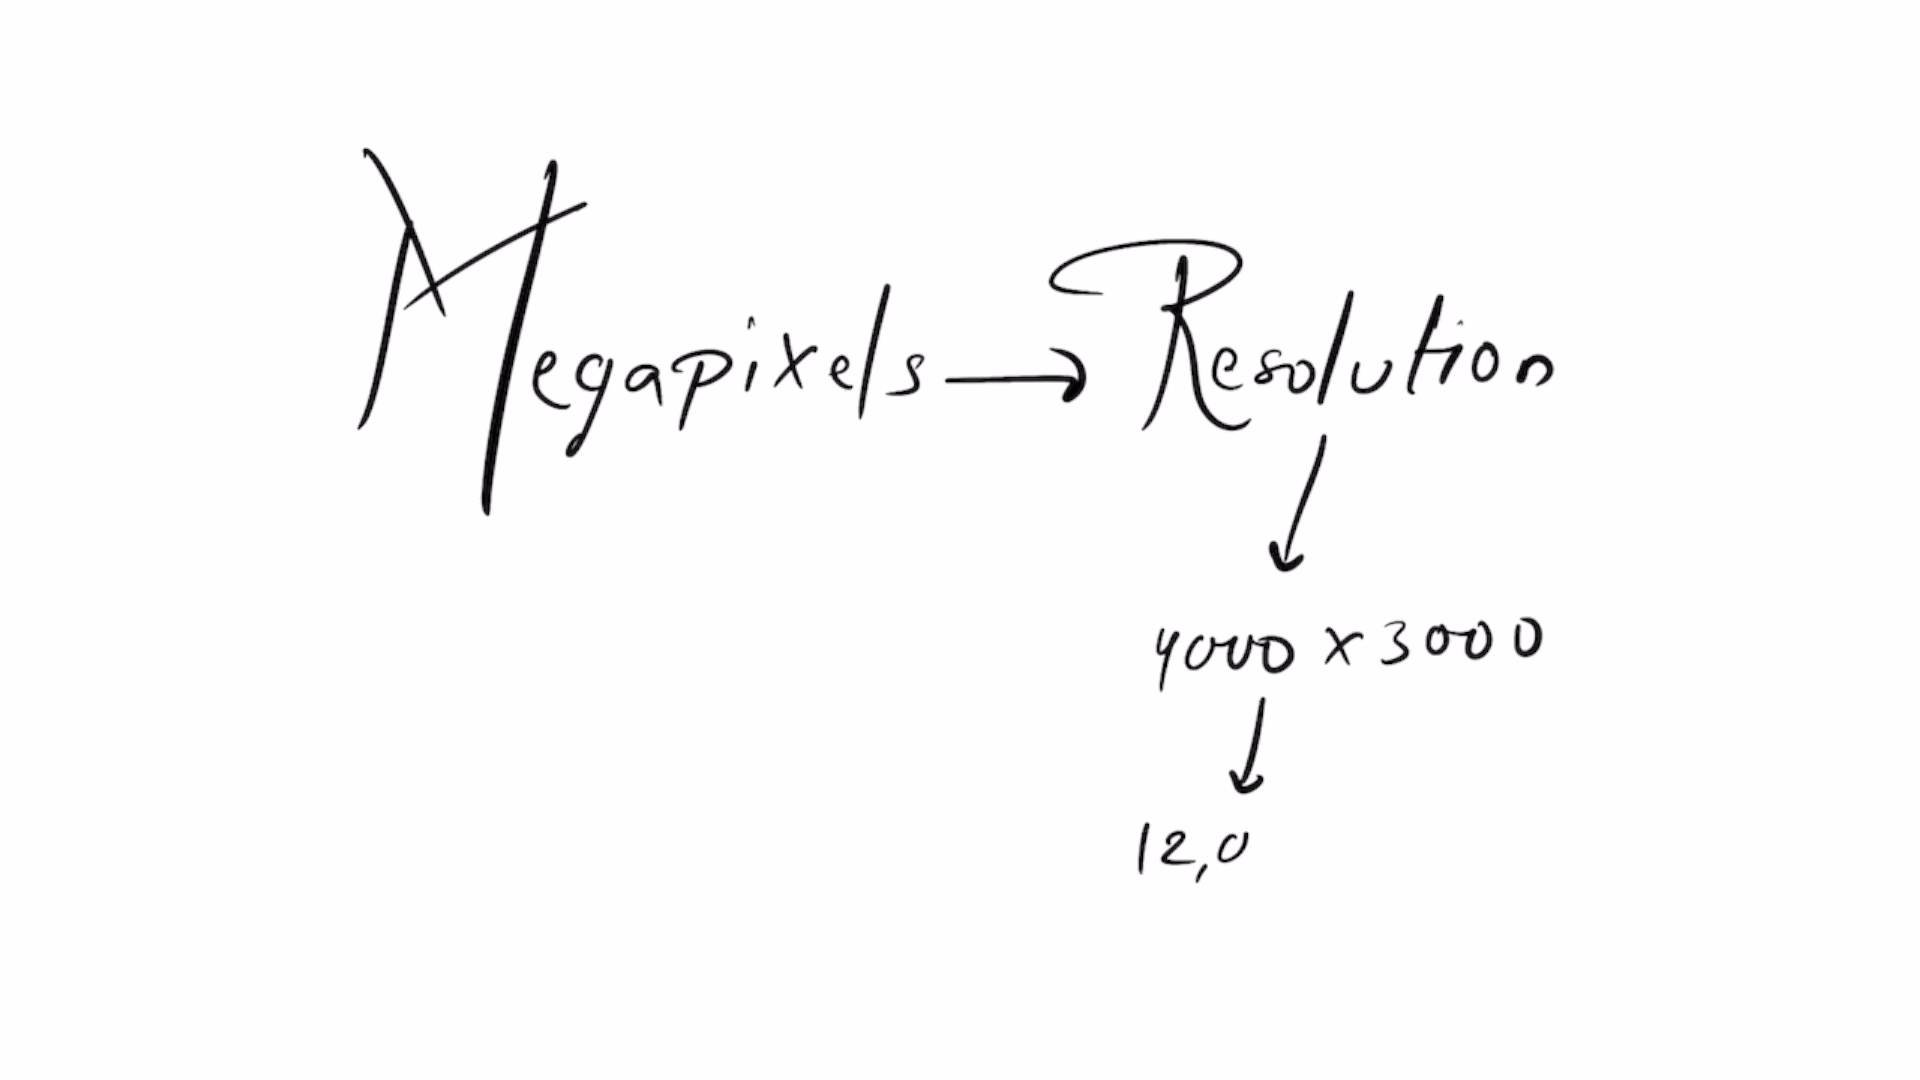 Megapixels → Resolution
↓
4000 x 3000
↓
12,0